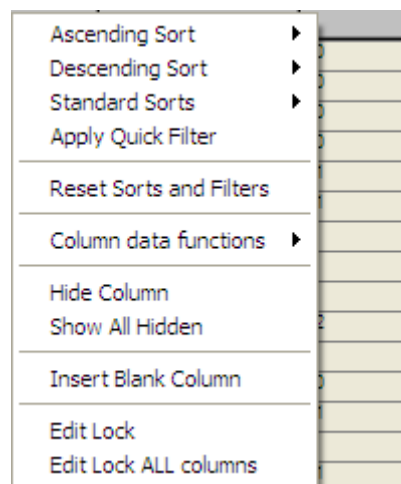 Ascending Sort
Descending Sort
Standard Sorts
Apply Quick Filter
Reset Sorts and Filters
Column data functions
Hide Column
Show All Hidden
Insert Blank Column
Edit Lock
Edit Lock ALL columns